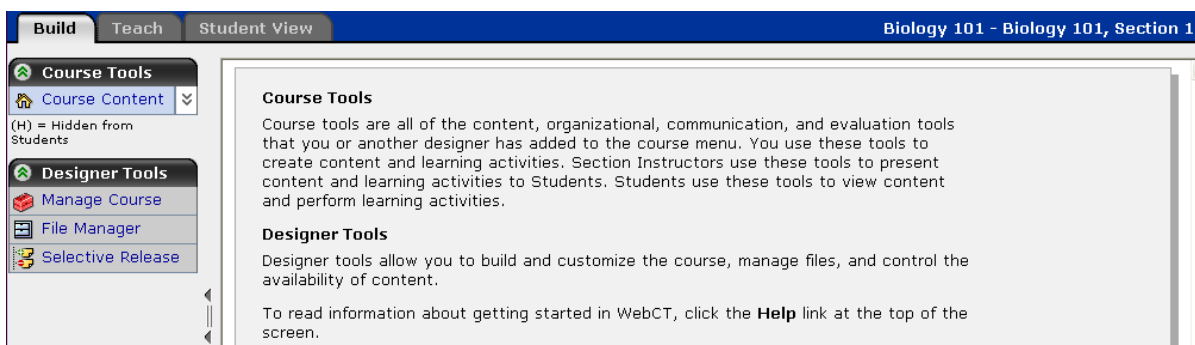 Build Teach Student View Biology 101 - Biology 101, Section 1
Course Tools
Course Content
(H) = Hidden from
Students
Designer Tools
Manage Course
File Manager
Selective Release
Course Tools
Course tools are all of the content, organizational, communication, and evaluation tools
that you or another designer has added to the course menu. You use these tools to
create content and learning activities. Section Instructors use these tools to present
content and learning activities to Students. Students use these tools to view content
and perform learning activities.
Designer Tools
Designer tools allow you to build and customize the course, manage files, and control the
availability of content.
To read information about getting started in WebCT, click the Help link at the top of the
screen.